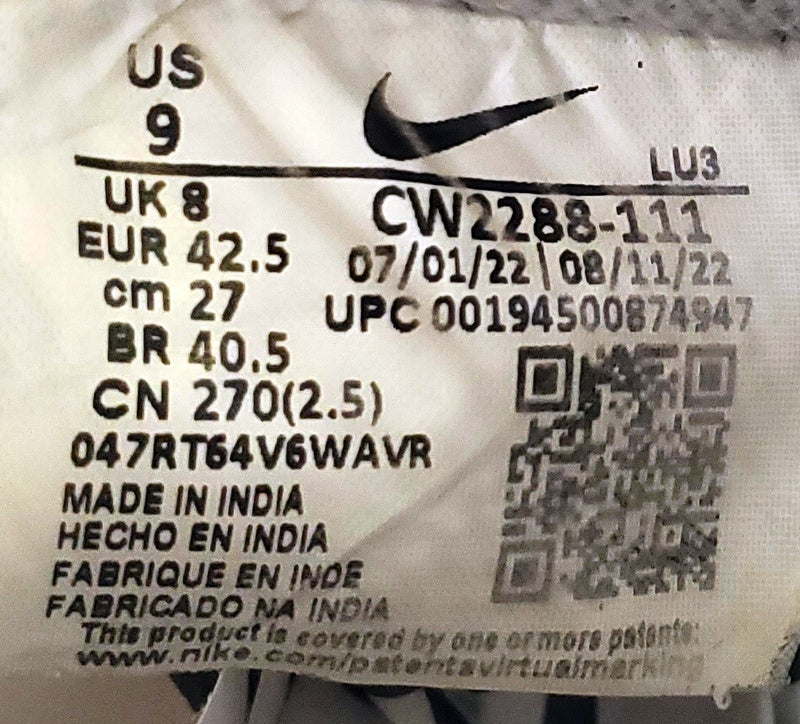 US
9
LU3
UK 8
CW2288-111
EUR 42.5
07/01/22 | 08/11/22
cm 27
UPC 00194500874947
BR 40.5
CN 270(2.5)
047RT64V6WAVR
MADE IN INDIA
HECHO EN INDIA
FABRIQUE EN INDE
FABRICADO NA INDIA
This product is covered by one or more patents:
www.nike.com/patentsvirtualmarking